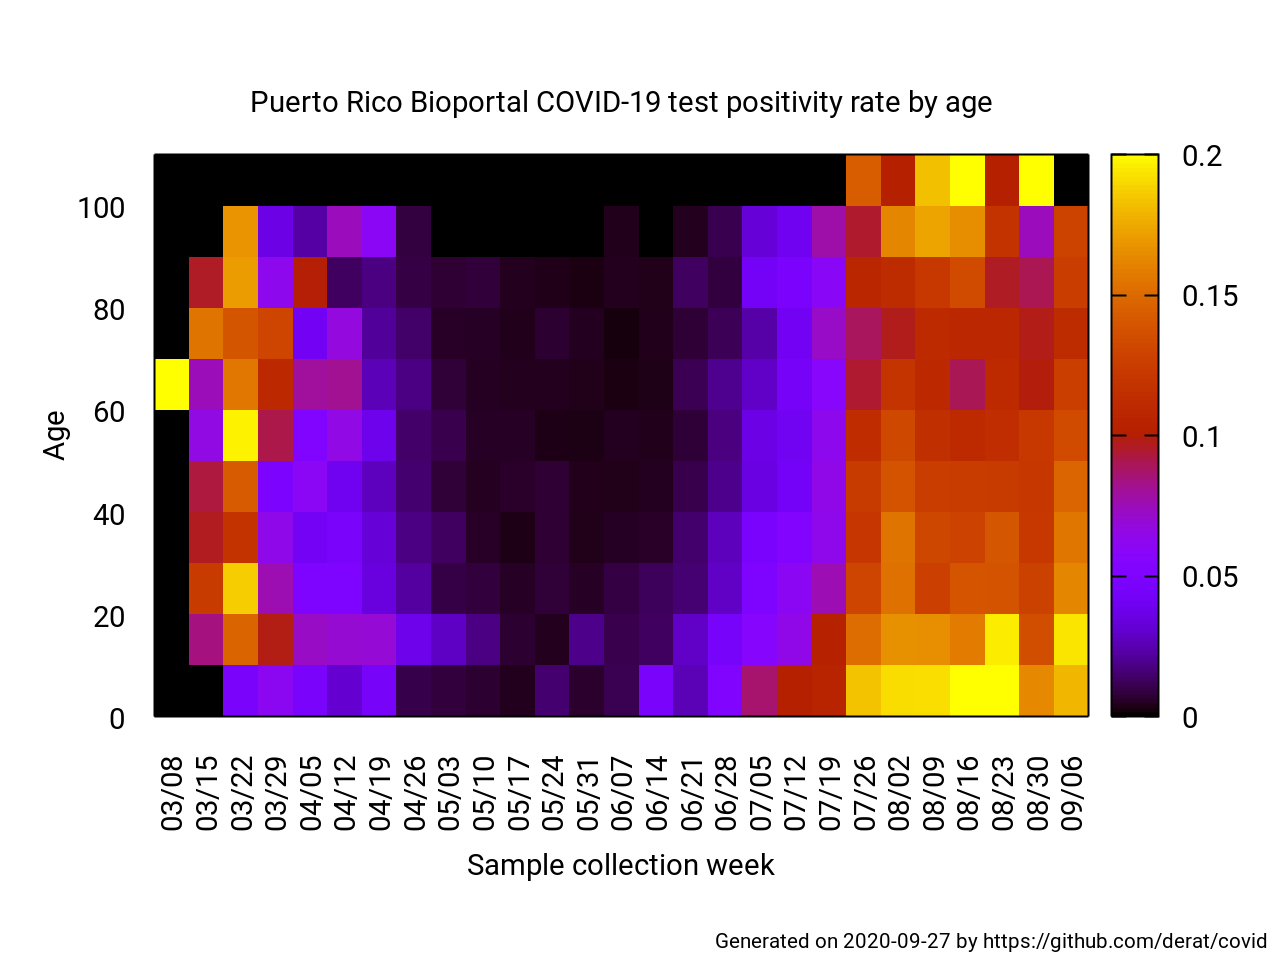 Puerto Rico Bioportal COVID-19 test positivity rate by age
0.2
0.15
0.1
0.05
0
100
80
60
40
20
0
Age
03/08 03/15 03/22 03/29 04/05 04/12 04/19 04/26 05/03 05/10 05/17 05/24 05/31 06/07 06/14 06/21 06/28 07/05 07/12 07/19 07/26 08/02 08/09 08/16 08/23 08/30 09/06
Sample collection week
Generated on 2020-09-27 by https://github.com/derat/covid